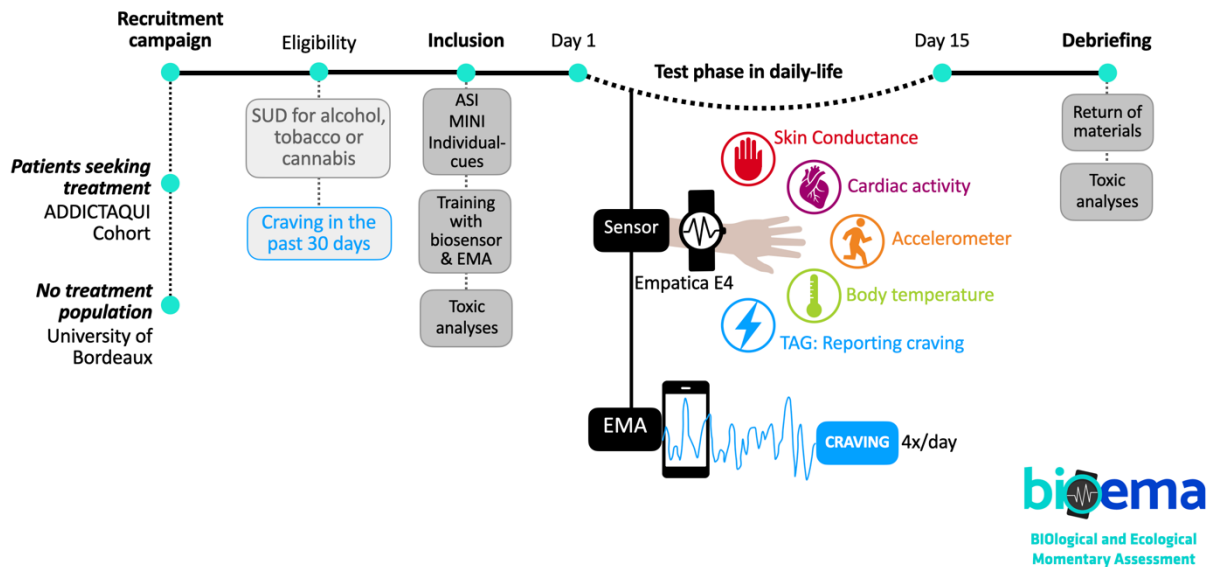 Recruitment
campaign
Eligibility
Inclusion
Day 1
Day 15
Debriefing
Test phase in daily-life
SUD for alcohol,
tobacco or
cannabis
Craving in the
past 30 days
ASI
MINI
Individual-
cues
Training
with
biosensor
& EMA
Toxic
analyses
Patients seeking
treatment
ADDICTAQUI
Cohort
No treatment
population
University of
Bordeaux
Sensor
Empatica E4
Skin Conductance
Cardiac activity
Accelerometer
Body temperature
TAG: Reporting craving
EMA
CRAVING
4x/day
Return of
materials
Toxic
analyses
bioema
BIOlogical and Ecological
Momentary Assessment